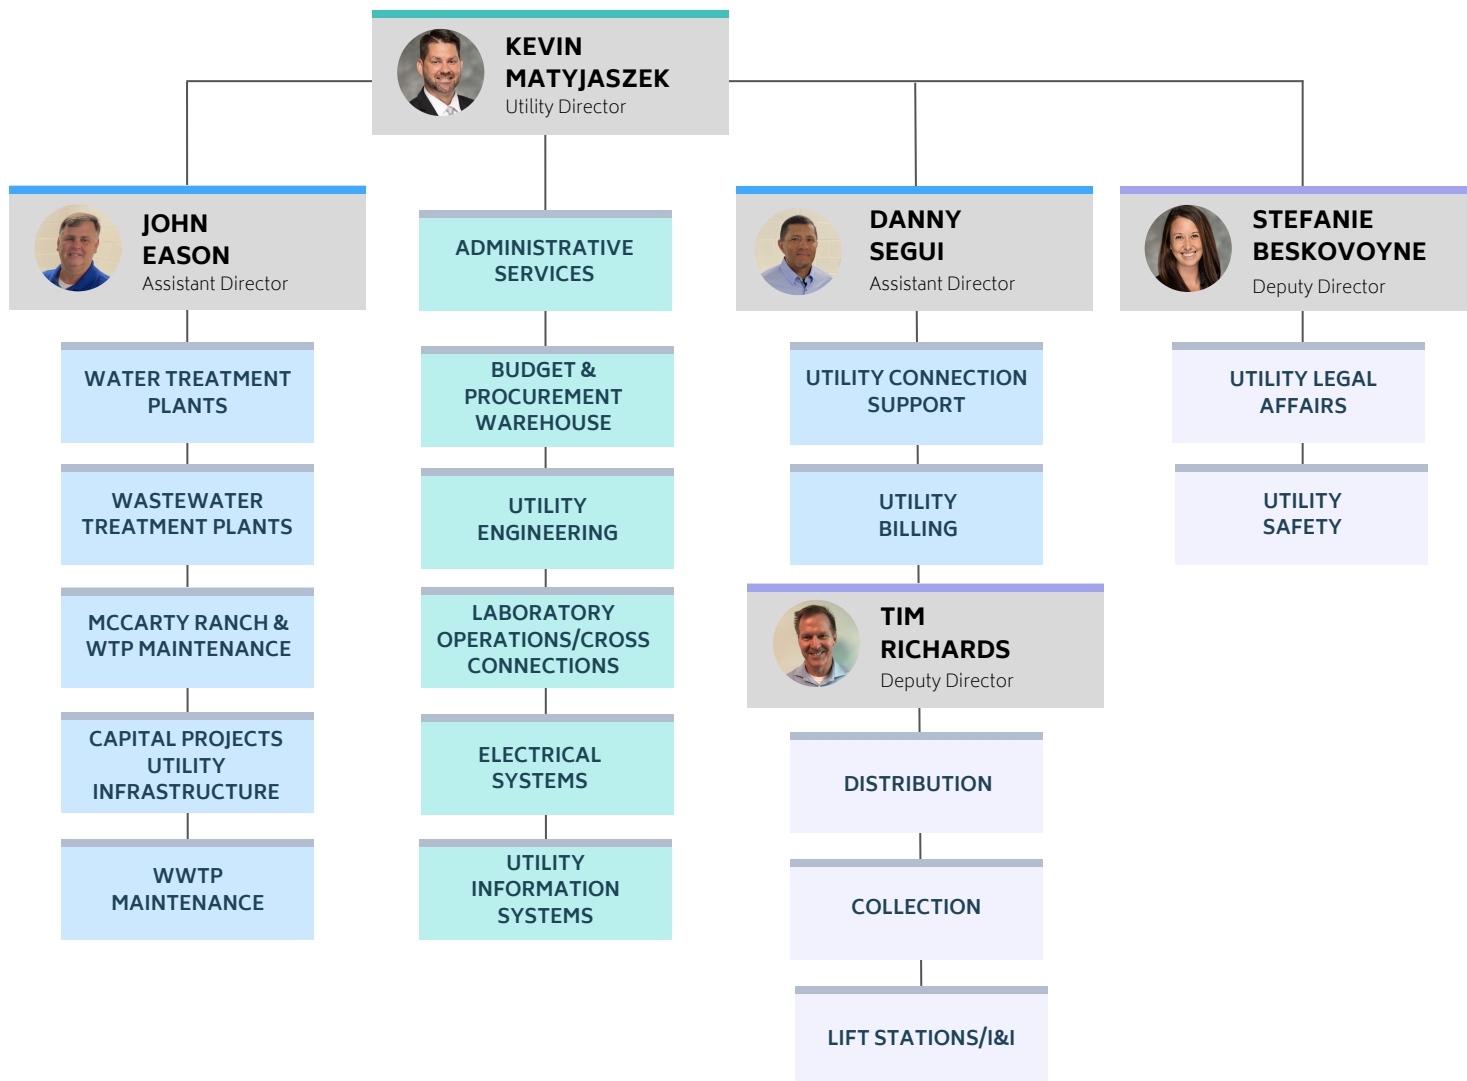 KEVIN
MATYJASZEK
Utility Director
JOHN
EASON
Assistant Director
WATER TREATMENT
PLANTS
WASTEWATER
TREATMENT PLANTS
MCCARTY RANCH &
WTP MAINTENANCE
CAPITAL PROJECTS
UTILITY
INFRASTRUCTURE
WWTP
MAINTENANCE
ADMINISTRATIVE
SERVICES
BUDGET &
PROCUREMENT
WAREHOUSE
UTILITY
ENGINEERING
LABORATORY
OPERATIONS/CROSS
CONNECTIONS
ELECTRICAL
SYSTEMS
UTILITY
INFORMATION
SYSTEMS
DANNY
SEGUI
Assistant Director
UTILITY CONNECTION
SUPPORT
UTILITY
BILLING
TIM
RICHARDS
Deputy Director
DISTRIBUTION
COLLECTION
LIFT STATIONS/I&I
STEFANIE
BESKOVOYNE
Deputy Director
UTILITY LEGAL
AFFAIRS
UTILITY
SAFETY